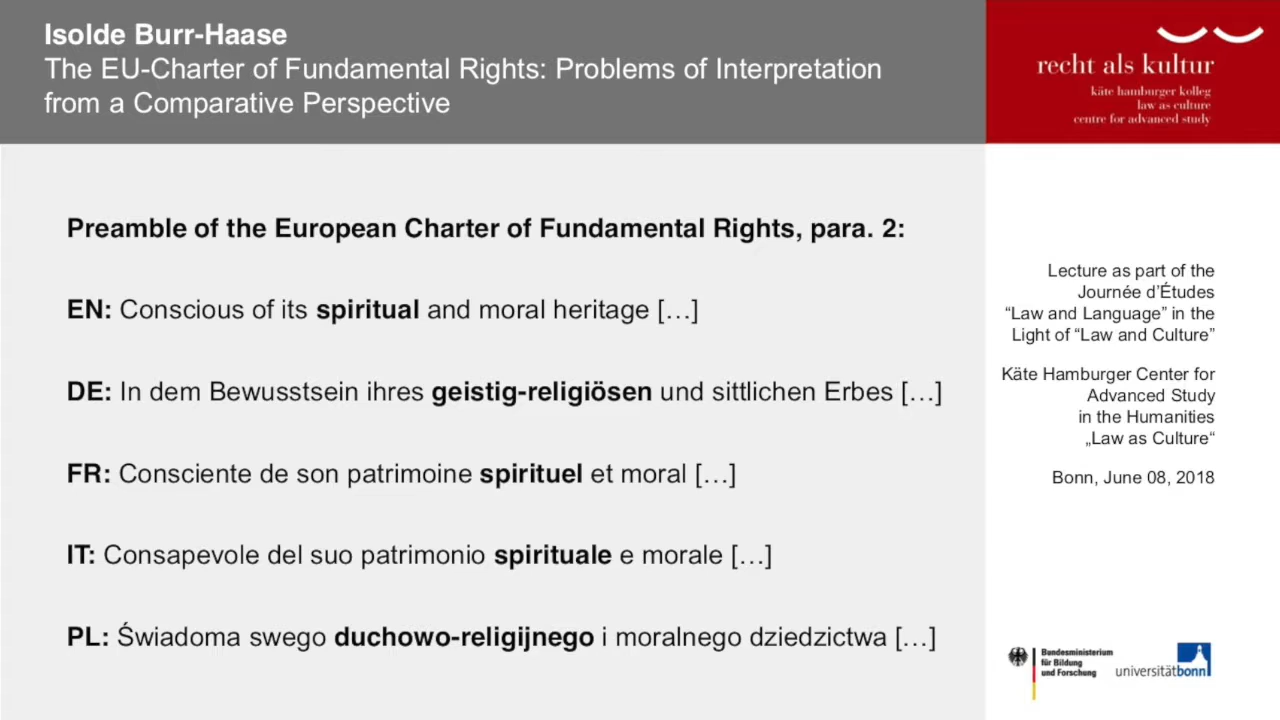 Isolde Burr-Haase
The EU-Charter of Fundamental Rights: Problems of Interpretation
from a Comparative Perspective
recht als kultur
käte hamburger kolleg
law as culture
centre for advanced study
Preamble of the European Charter of Fundamental Rights, para. 2:
EN: Conscious of its spiritual and moral heritage […]
DE: In dem Bewusstsein ihres geistig-religiösen und sittlichen Erbes […]
FR: Consciente de son patrimoine spirituel et moral […]
IT: Consapevole del suo patrimonio spirituale e morale […]
PL: Świadoma swego duchowo-religijnego i moralnego dziedzictwa […]
Lecture as part of the
Journée d’Études
“Law and Language” in the
Light of “Law and Culture”
Käte Hamburger Center for
Advanced Study
in the Humanities
„Law as Culture“
Bonn, June 08, 2018
Bundesministerium
für Bildung
und Forschung
universitätbonn